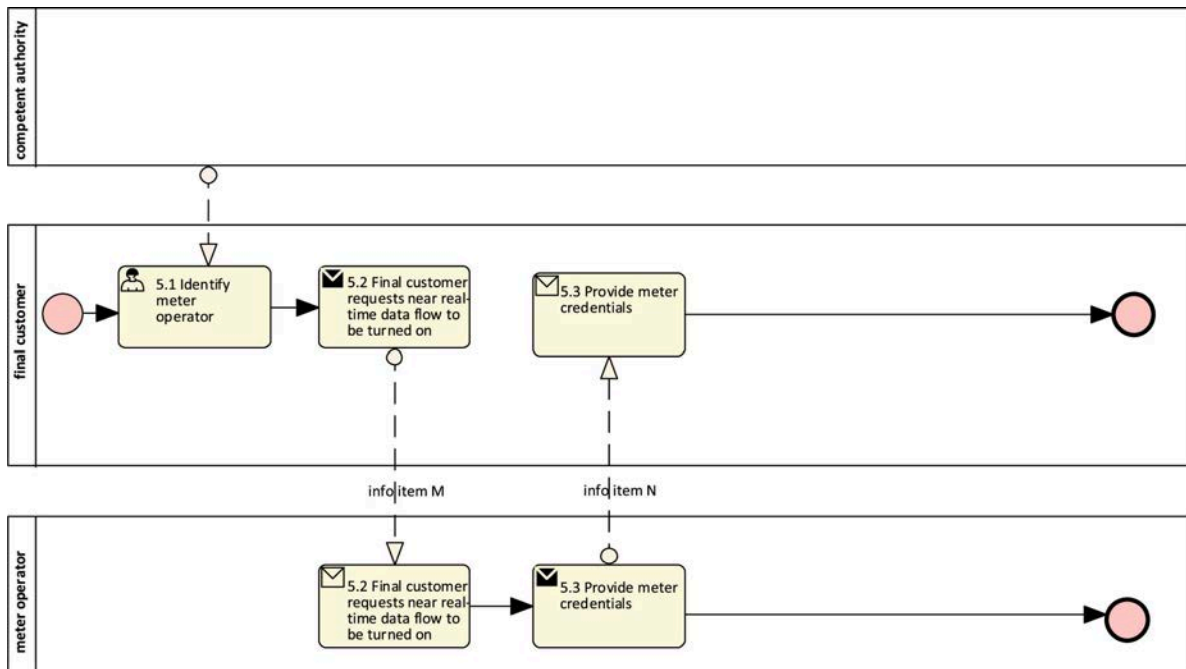 competent authority
final customer
5.1 Identify
meter
operator
5.2 Final customer
requests near real-
time data flow to
be turned on
5.3 Provide meter
credentials
info item M
info item N
meter operator
5.2 Final customer
requests near real-
time data flow to
be turned on
5.3 Provide meter
credentials